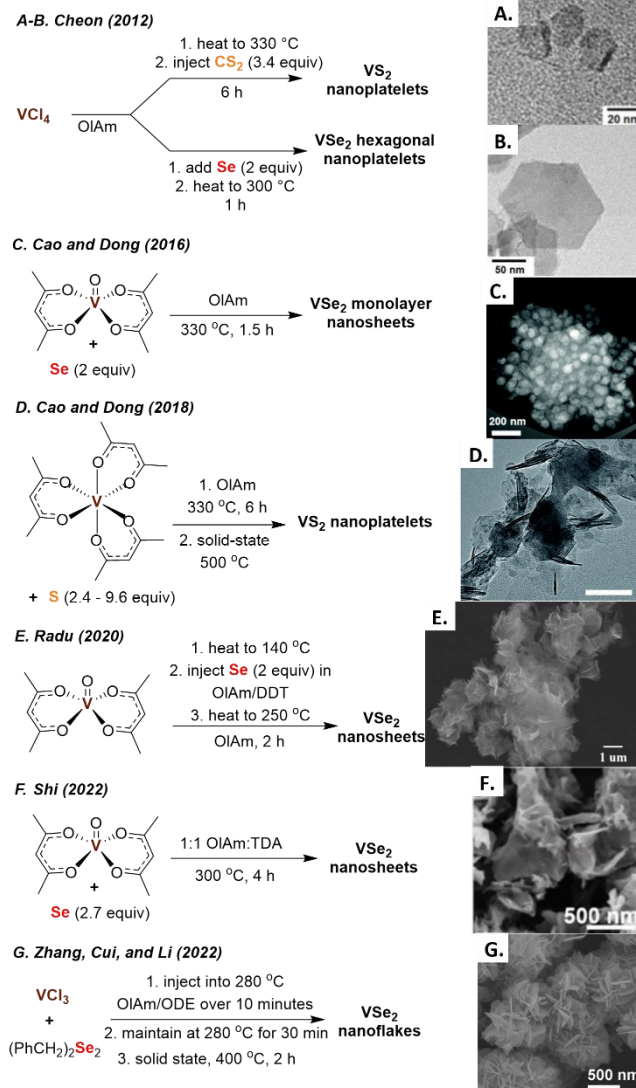 A-B. Cheon (2012)
VCl4
OlAm
1. heat to 330 °C
2. inject CS2 (3.4 equiv)
6 h
VS2
nanoplatelets
1. add Se (2 equiv)
2. heat to 300 °C
1 h
VSe2 hexagonal
nanoplatelets
A.
20 nm
B.
50 nm
C. Cao and Dong (2016)
O
O
O
V
O
O
+
Se (2 equiv)
OlAm
330 °C, 1.5 h
VSe2 monolayer
nanosheets
C.
200 nm
D. Cao and Dong (2018)
O
O
O
V
O
O
O
+ S (2.4 - 9.6 equiv)
1. OlAm
330 °C, 6 h
2. solid-state
500 °C
VS2 nanoplatelets
D.
E. Radu (2020)
O
O
O
V
O
O
1. heat to 140 °C
2. inject Se (2 equiv) in
OlAm/DDT
3. heat to 250 °C
OlAm, 2 h
VSe2
nanosheets
E.
1 um
F. Shi (2022)
O
O
O
V
O
O
+
Se (2.7 equiv)
1:1 OlAm:TDA
300 °C, 4 h
VSe2
nanosheets
F.
500 nm
G. Zhang, Cui, and Li (2022)
VCl3
+
(PhCH2)2Se2
1. inject into 280 °C
OlAm/ODE over 10 minutes
2. maintain at 280 °C for 30 min
3. solid state, 400 °C, 2 h
VSe2
nanoflakes
G.
500 nm